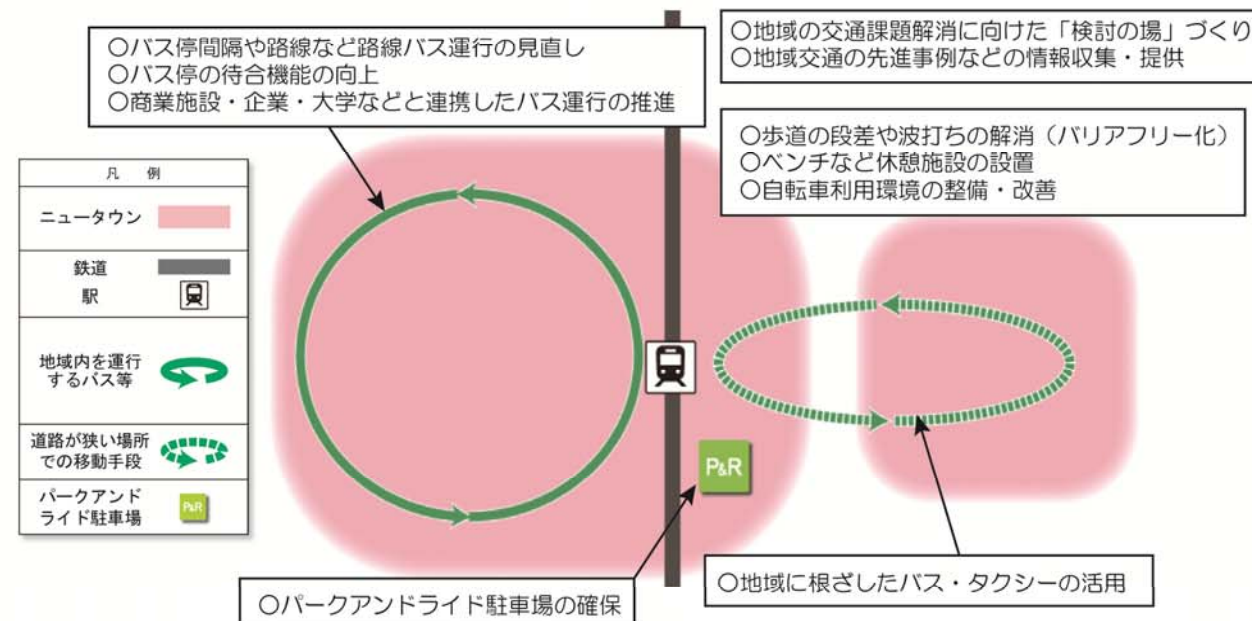 ○バス停間隔や路線など路線バス運行の見直し
○バス停の待合機能の向上
○商業施設・企業・大学などと連携したバス運行の推進
○地域の交通課題解消に向けた「検討の場」づくり
○地域交通の先進事例などの情報収集・提供
○歩道の段差や波打ちの解消（バリアフリー化）
○ベンチなど休憩施設の設置
○自転車利用環境の整備・改善
凡　例
ニュータウン
鉄道
駅
地域内を運行
するバス等
道路が狭い場所
での移動手段
パークアンド
ライド駐車場
P&R
P&R
○地域に根ざしたバス・タクシーの活用
○パークアンドライド駐車場の確保